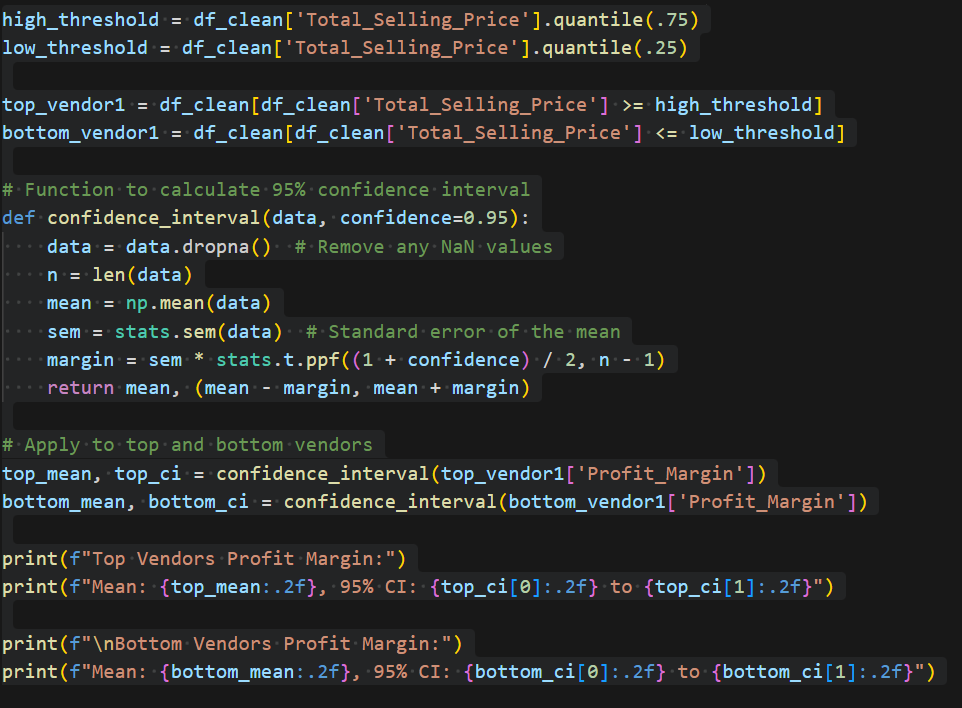 high_threshold = df_clean['Total_Selling_Price'].quantile(.75)
low_threshold = df_clean['Total_Selling_Price'].quantile(.25)

top_vendor1 = df_clean[df_clean['Total_Selling_Price'] >= high_threshold]
bottom_vendor1 = df_clean[df_clean['Total_Selling_Price'] <= low_threshold]

# Function to calculate 95% confidence interval
def confidence_interval(data, confidence=0.95):
    data = data.dropna()  # Remove any NaN values
    n = len(data)
    mean = np.mean(data)
    sem = stats.sem(data)  # Standard error of the mean
    margin = sem * stats.t.ppf((1 + confidence) / 2, n - 1)
    return mean, (mean - margin, mean + margin)

# Apply to top and bottom vendors
top_mean, top_ci = confidence_interval(top_vendor1['Profit_Margin'])
bottom_mean, bottom_ci = confidence_interval(bottom_vendor1['Profit_Margin'])

print(f"Top Vendors Profit Margin:")
print(f"Mean: {top_mean:.2f}, 95% CI: {top_ci[0]:.2f} to {top_ci[1]:.2f}")

print(f"\nBottom Vendors Profit Margin:")
print(f"Mean: {bottom_mean:.2f}, 95% CI: {bottom_ci[0]:.2f} to {bottom_ci[1]:.2f}")